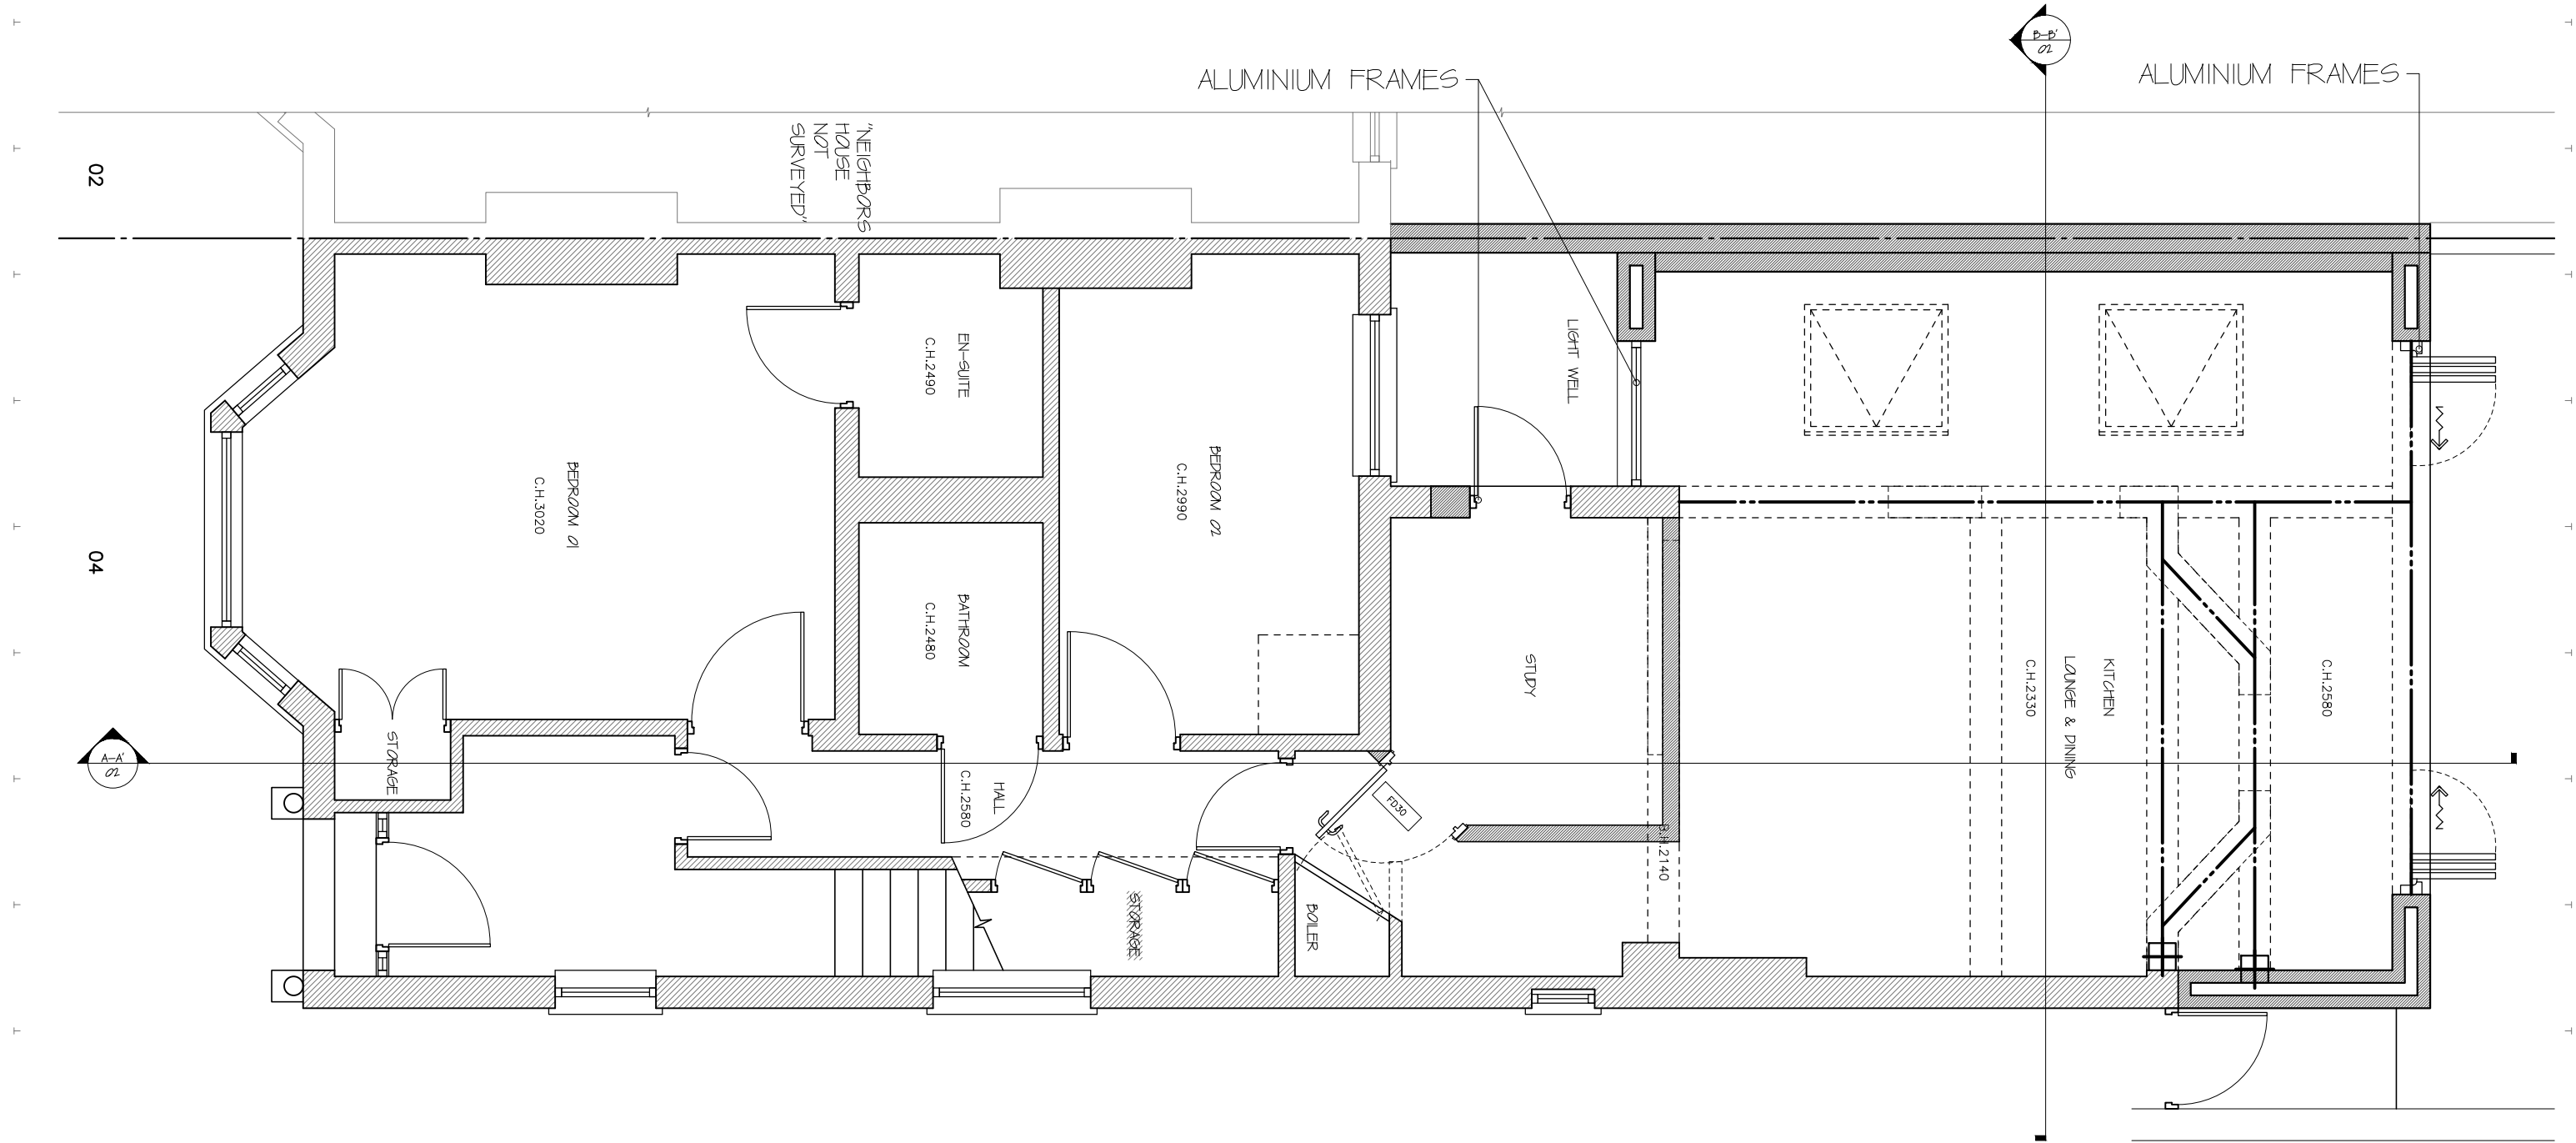 B-B'
02
ALUMINIUM FRAMES
ALUMINIUM FRAMES
"NEIGHBORS
HOUSE
NOT
SURVEYED"
02
04
LIGHT WELL
EN-SUITE
C.H.2490
BEDROOM 01
C.H.3020
BEDROOM 02
C.H.2990
BATHROOM
C.H.2480
STUDY
KITCHEN
LOUNGE & DINING
C.H.2330
C.H.2580
A-A'
02
STORAGE
HALL
C.H.2580
FD30
B.H.2140
STORAGE
BOILER